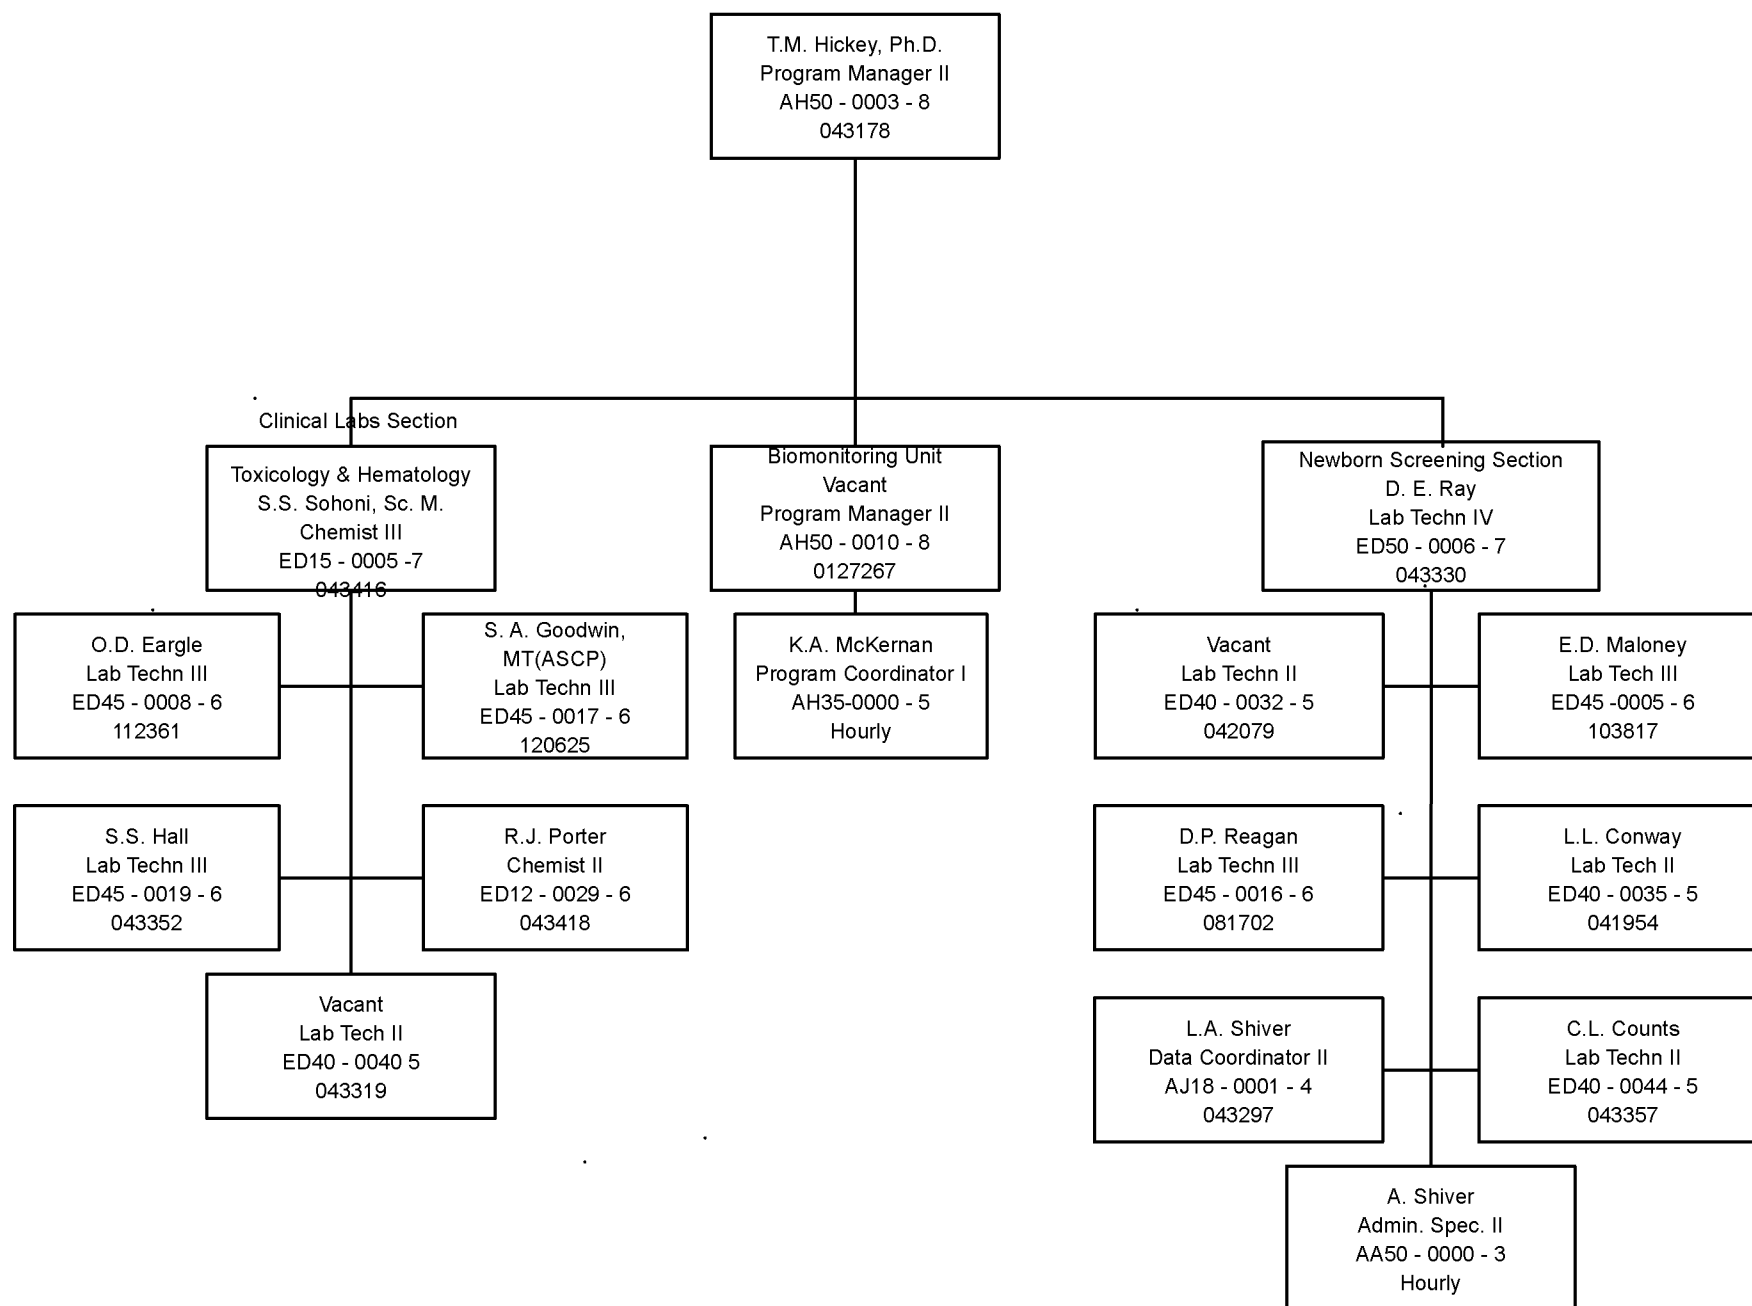 T.M. Hickey, Ph.D.
Program Manager II
AH50 - 0003 - 8
043178
Clinical Labs Section
Toxicology & Hematology
S.S. Sohoni, Sc. M.
Chemist III
ED15 - 0005 -7
043416
Biomonitoring Unit
Vacant
Program Manager II
AH50 - 0010 - 8
0127267
Newborn Screening Section
D. E. Ray
Lab Techn IV
ED50 - 0006 - 7
043330
O.D. Eargle
Lab Techn III
ED45 - 0008 - 6
112361
S. A. Goodwin,
MT(ASCP)
Lab Techn III
ED45 - 0017 - 6
120625
K.A. McKernan
Program Coordinator I
AH35-0000 - 5
Hourly
Vacant
Lab Techn II
ED40 - 0032 - 5
042079
E.D. Maloney
Lab Tech III
ED45 -0005 - 6
103817
S.S. Hall
Lab Techn III
ED45 - 0019 - 6
043352
R.J. Porter
Chemist II
ED12 - 0029 - 6
043418
D.P. Reagan
Lab Techn III
ED45 - 0016 - 6
081702
L.L. Conway
Lab Tech II
ED40 - 0035 - 5
041954
Vacant
Lab Tech II
ED40 - 0040 5
043319
L.A. Shiver
Data Coordinator II
AJ18 - 0001 - 4
043297
C.L. Counts
Lab Techn II
ED40 - 0044 - 5
043357
A. Shiver
Admin. Spec. II
AA50 - 0000 - 3
Hourly